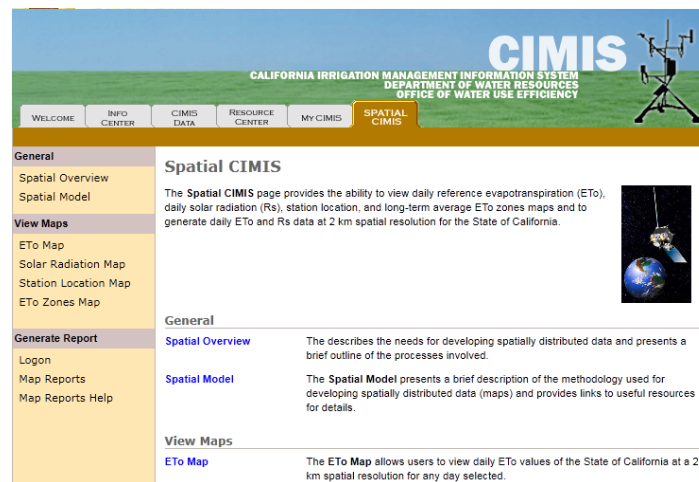 CIMIS
CALIFORNIA IRRIGATION MANAGEMENT INFORMATION SYSTEM
DEPARTMENT OF WATER RESOURCES
OFFICE OF WATER USE EFFICIENCY
WELCOME
INFO
CENTER
CIMIS
DATA
RESOURCE
CENTER
MY CIMIS
SPATIAL
CIMIS
General
Spatial Overview
Spatial Model
View Maps
ETo Map
Solar Radiation Map
Station Location Map
ETo Zones Map
Generate Report
Logon
Map Reports
Map Reports Help
Spatial CIMIS
The Spatial CIMIS page provides the ability to view daily reference evapotranspiration (ETo),
daily solar radiation (Rs), station location, and long-term average ETo zones maps and to
generate daily ETo and Rs data at 2 km spatial resolution for the State of California.
General
Spatial Overview
The describes the needs for developing spatially distributed data and presents a
brief outline of the processes involved.
Spatial Model
The Spatial Model presents a brief description of the methodology used for
developing spatially distributed data (maps) and provides links to useful resources
for details.
View Maps
ETo Map
The ETo Map allows users to view daily ETo values of the State of California at a 2
km spatial resolution for any day selected.